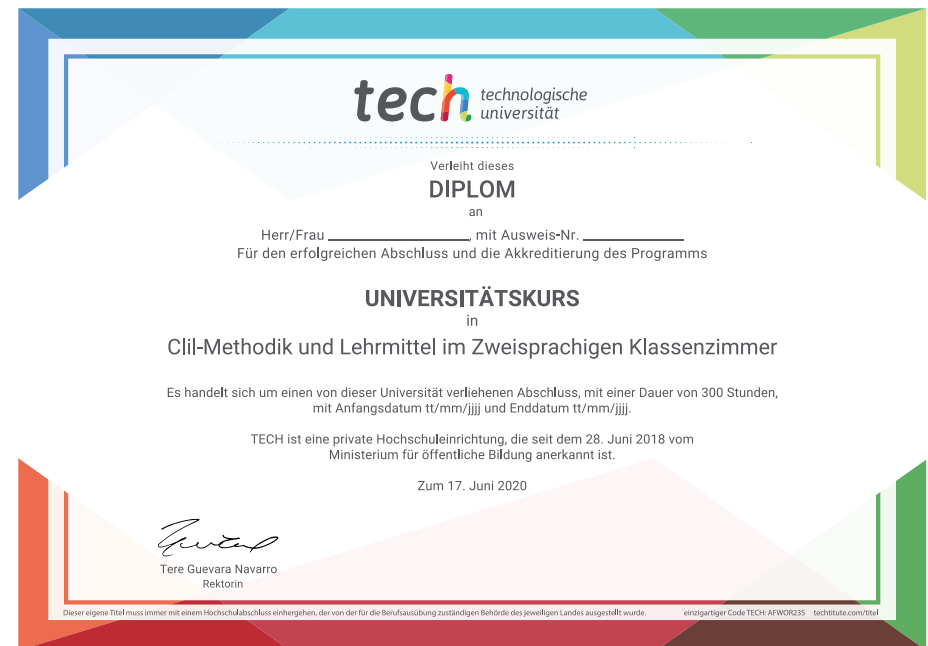 tech technologische
universität
Verleiht dieses
DIPLOM
an
Herr/Frau ____________________, mit Ausweis-Nr. ______________
Für den erfolgreichen Abschluss und die Akkreditierung des Programms
UNIVERSITÄTSKURS
in
Clil-Methodik und Lehrmittel im Zweisprachigen Klassenzimmer
Es handelt sich um einen von dieser Universität verliehenen Abschluss, mit einer Dauer von 300 Stunden,
mit Anfangsdatum tt/mm/jjjj und Enddatum tt/mm/jjjj.
TECH ist eine private Hochschuleinrichtung, die seit dem 28. Juni 2018 vom
Ministerium für öffentliche Bildung anerkannt ist.
Zum 17. Juni 2020
Tere Guevara Navarro
Rektorin
Dieser eigene Titel muss immer mit einem Hochschulabschluss einhergehen, der von der für die Berufsausübung zuständigen Behörde des jeweiligen Landes ausgestellt wurde. einzigartiger Code TECH: AFWOR235 techtitute.com/titel